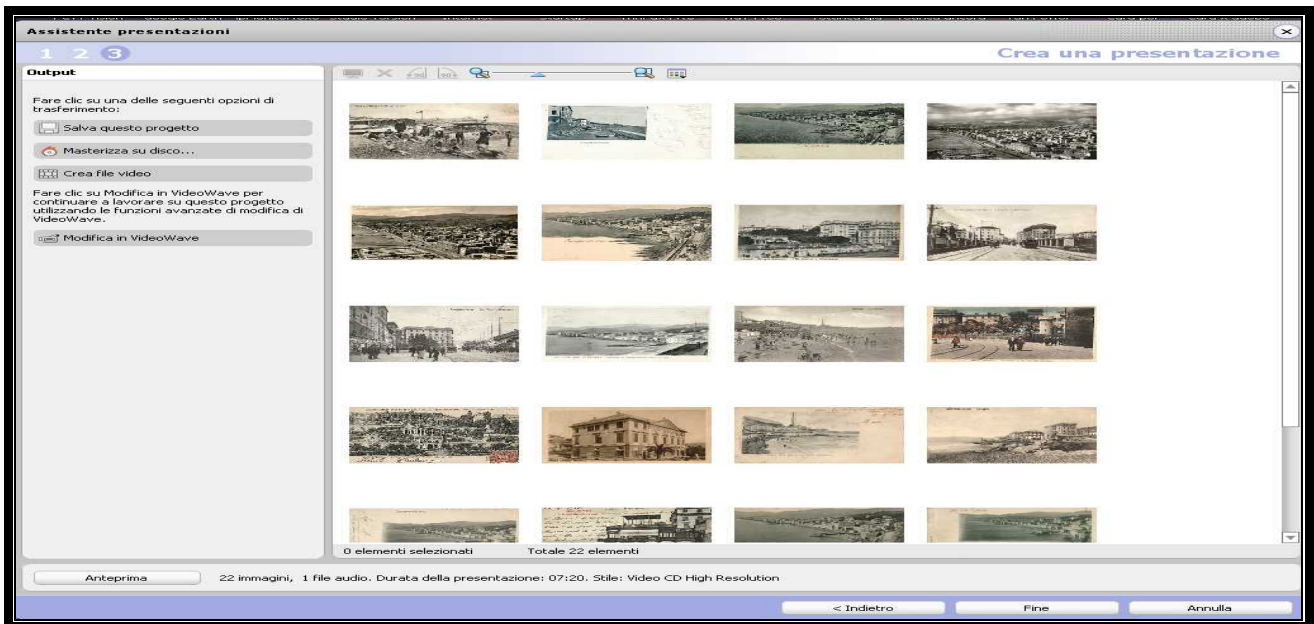 Assistente presentazioni
1 2 3
Crea una presentazione
Output
Fare clic su una delle seguenti opzioni di
trasferimento:
Salva questo progetto
Masterizza su disco...
Crea file video
Fare clic su Modifica in VideoWave per
continuare a lavorare su questo progetto
utilizzando le funzioni avanzate di modifica di
VideoWave.
Modifica in VideoWave
0 elementi selezionati Totale 22 elementi
Anteprima 22 immagini, 1 file audio. Durata della presentazione: 07:20. Stile: Video CD High Resolution
< Indietro Fine Annulla